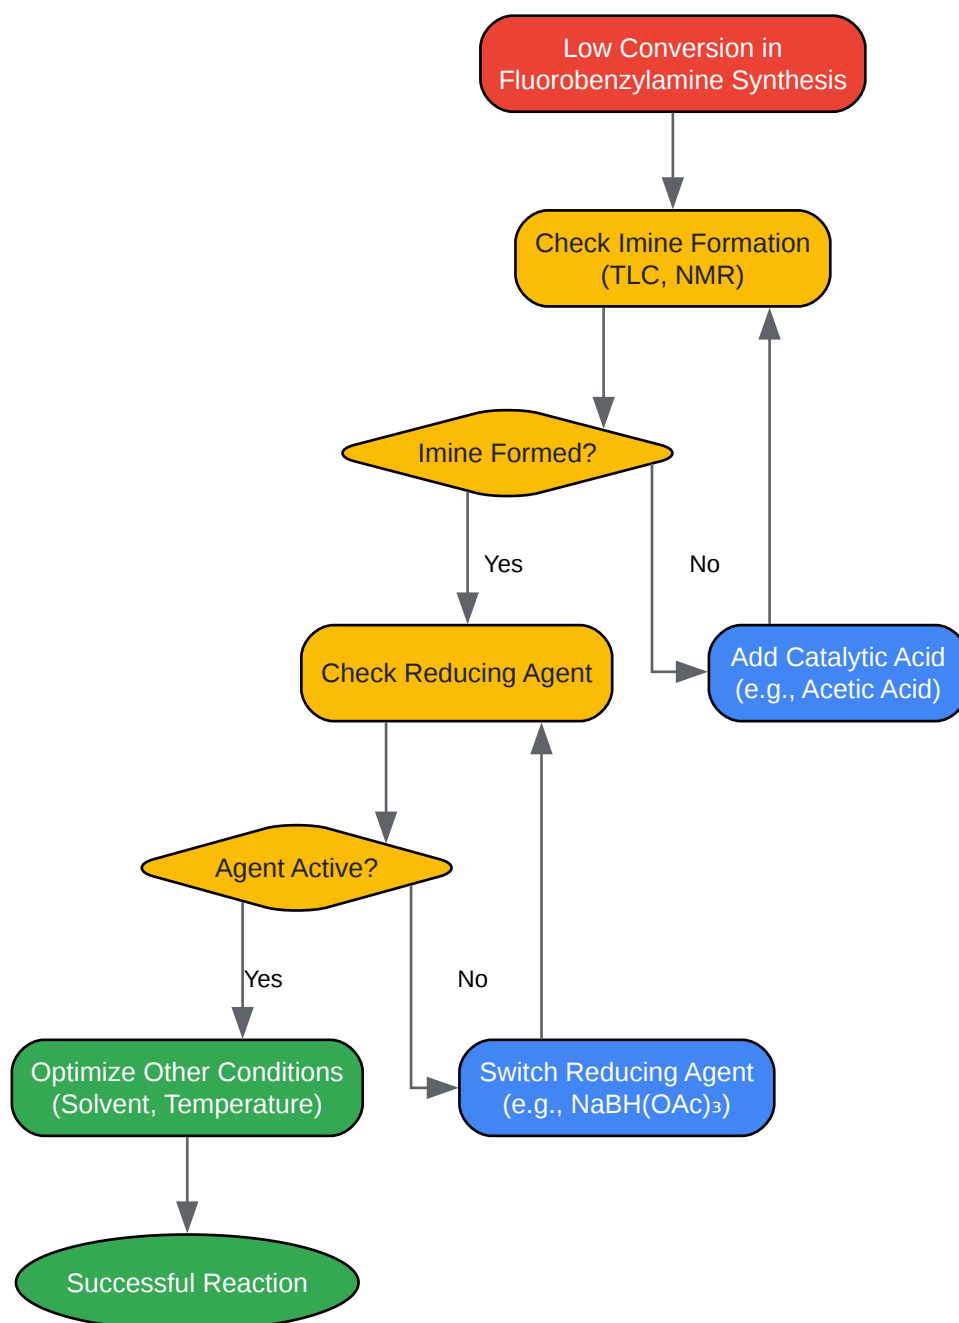 Low Conversion in
Fluorobenzylamine Synthesis
Check Imine Formation
(TLC, NMR)
Imine Formed?
Yes
No
Check Reducing Agent
Add Catalytic Acid
(e.g., Acetic Acid)
Agent Active?
Yes
No
Optimize Other Conditions
(Solvent, Temperature)
Switch Reducing Agent
(e.g., NaBH(OAc)₃)
Successful Reaction